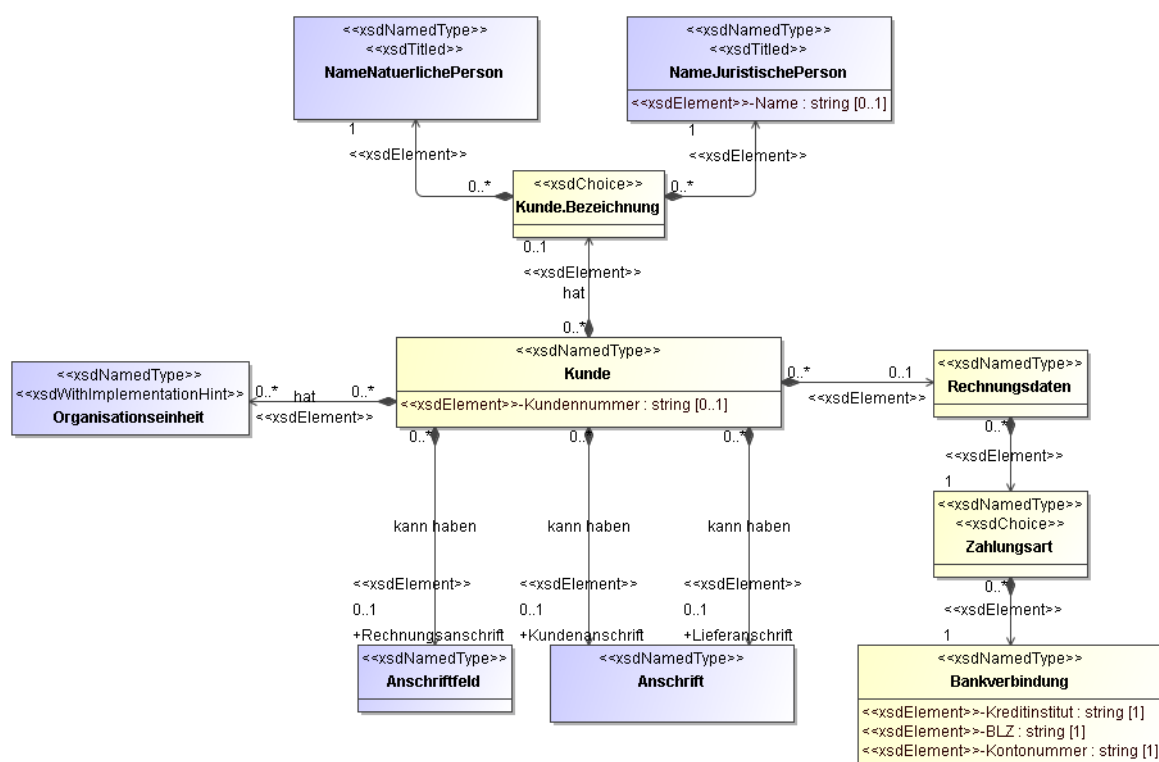 <<xsdNamedType>>
<<xsdTitled>>
NameNatuerlichePerson
<<xsdNamedType>>
<<xsdTitled>>
NameJuristischePerson
<<xsdElement>>-Name : string [0..1]
1
<<xsdElement>>
0..*
1
<<xsdElement>>
0..*
<<xsdChoice>>
Kunde.Bezeichnung
0..1
<<xsdElement>>
hat
0..*
<<xsdNamedType>>
Kunde
<<xsdElement>>-Kundennummer : string [0..1]
<<xsdNamedType>>
<<xsdWithImplementationHint>>
Organisationseinheit
0..*
hat
0..*
<<xsdElement>>
0..*
0..1
<<xsdElement>>
<<xsdNamedType>>
Rechnungsdaten
0..*
<<xsdElement>>
1
<<xsdNamedType>>
<<xsdChoice>>
Zahlungsart
0..*
<<xsdElement>>
1
<<xsdNamedType>>
Bankverbindung
<<xsdElement>>-Kreditinstitut : string [1]
<<xsdElement>>-BLZ : string [1]
<<xsdElement>>-Kontonummer : string [1]
0..*
0..*
0..*
kann haben
kann haben
kann haben
<<xsdElement>>
<<xsdElement>>
<<xsdElement>>
0..1
0..1
0..1
+Rechnungsanschrift
+Kundenanschrift
+Lieferanschrift
<<xsdNamedType>>
Anschriftfeld
<<xsdNamedType>>
Anschrift